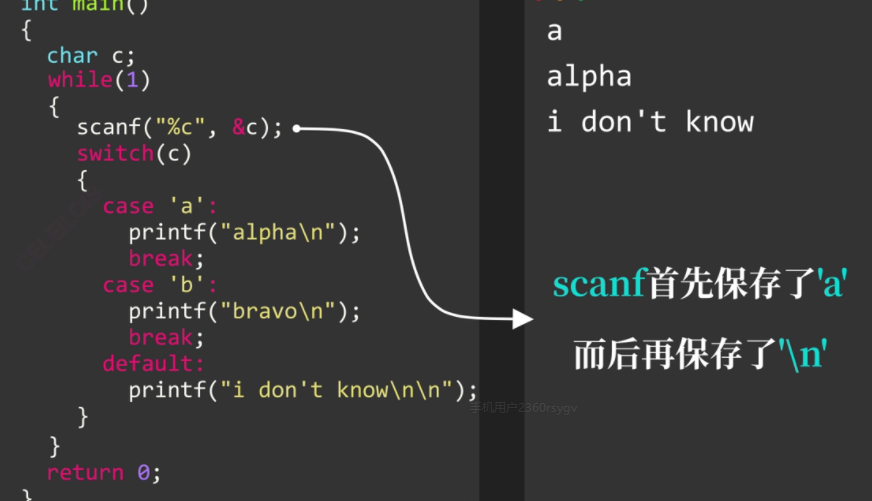 int main()
{
char c;
while(1)
{
scanf("%c", &c);
switch(c)
{
case 'a':
printf("alpha\n");
break;
case 'b':
printf("bravo\n");
break;
default:
printf("i don't know\n\n");
}
}
return 0;
}
a
alpha
i don't know
scanf首先保存了'a'
而后再保存了'\n'
手机用户2360rsygv